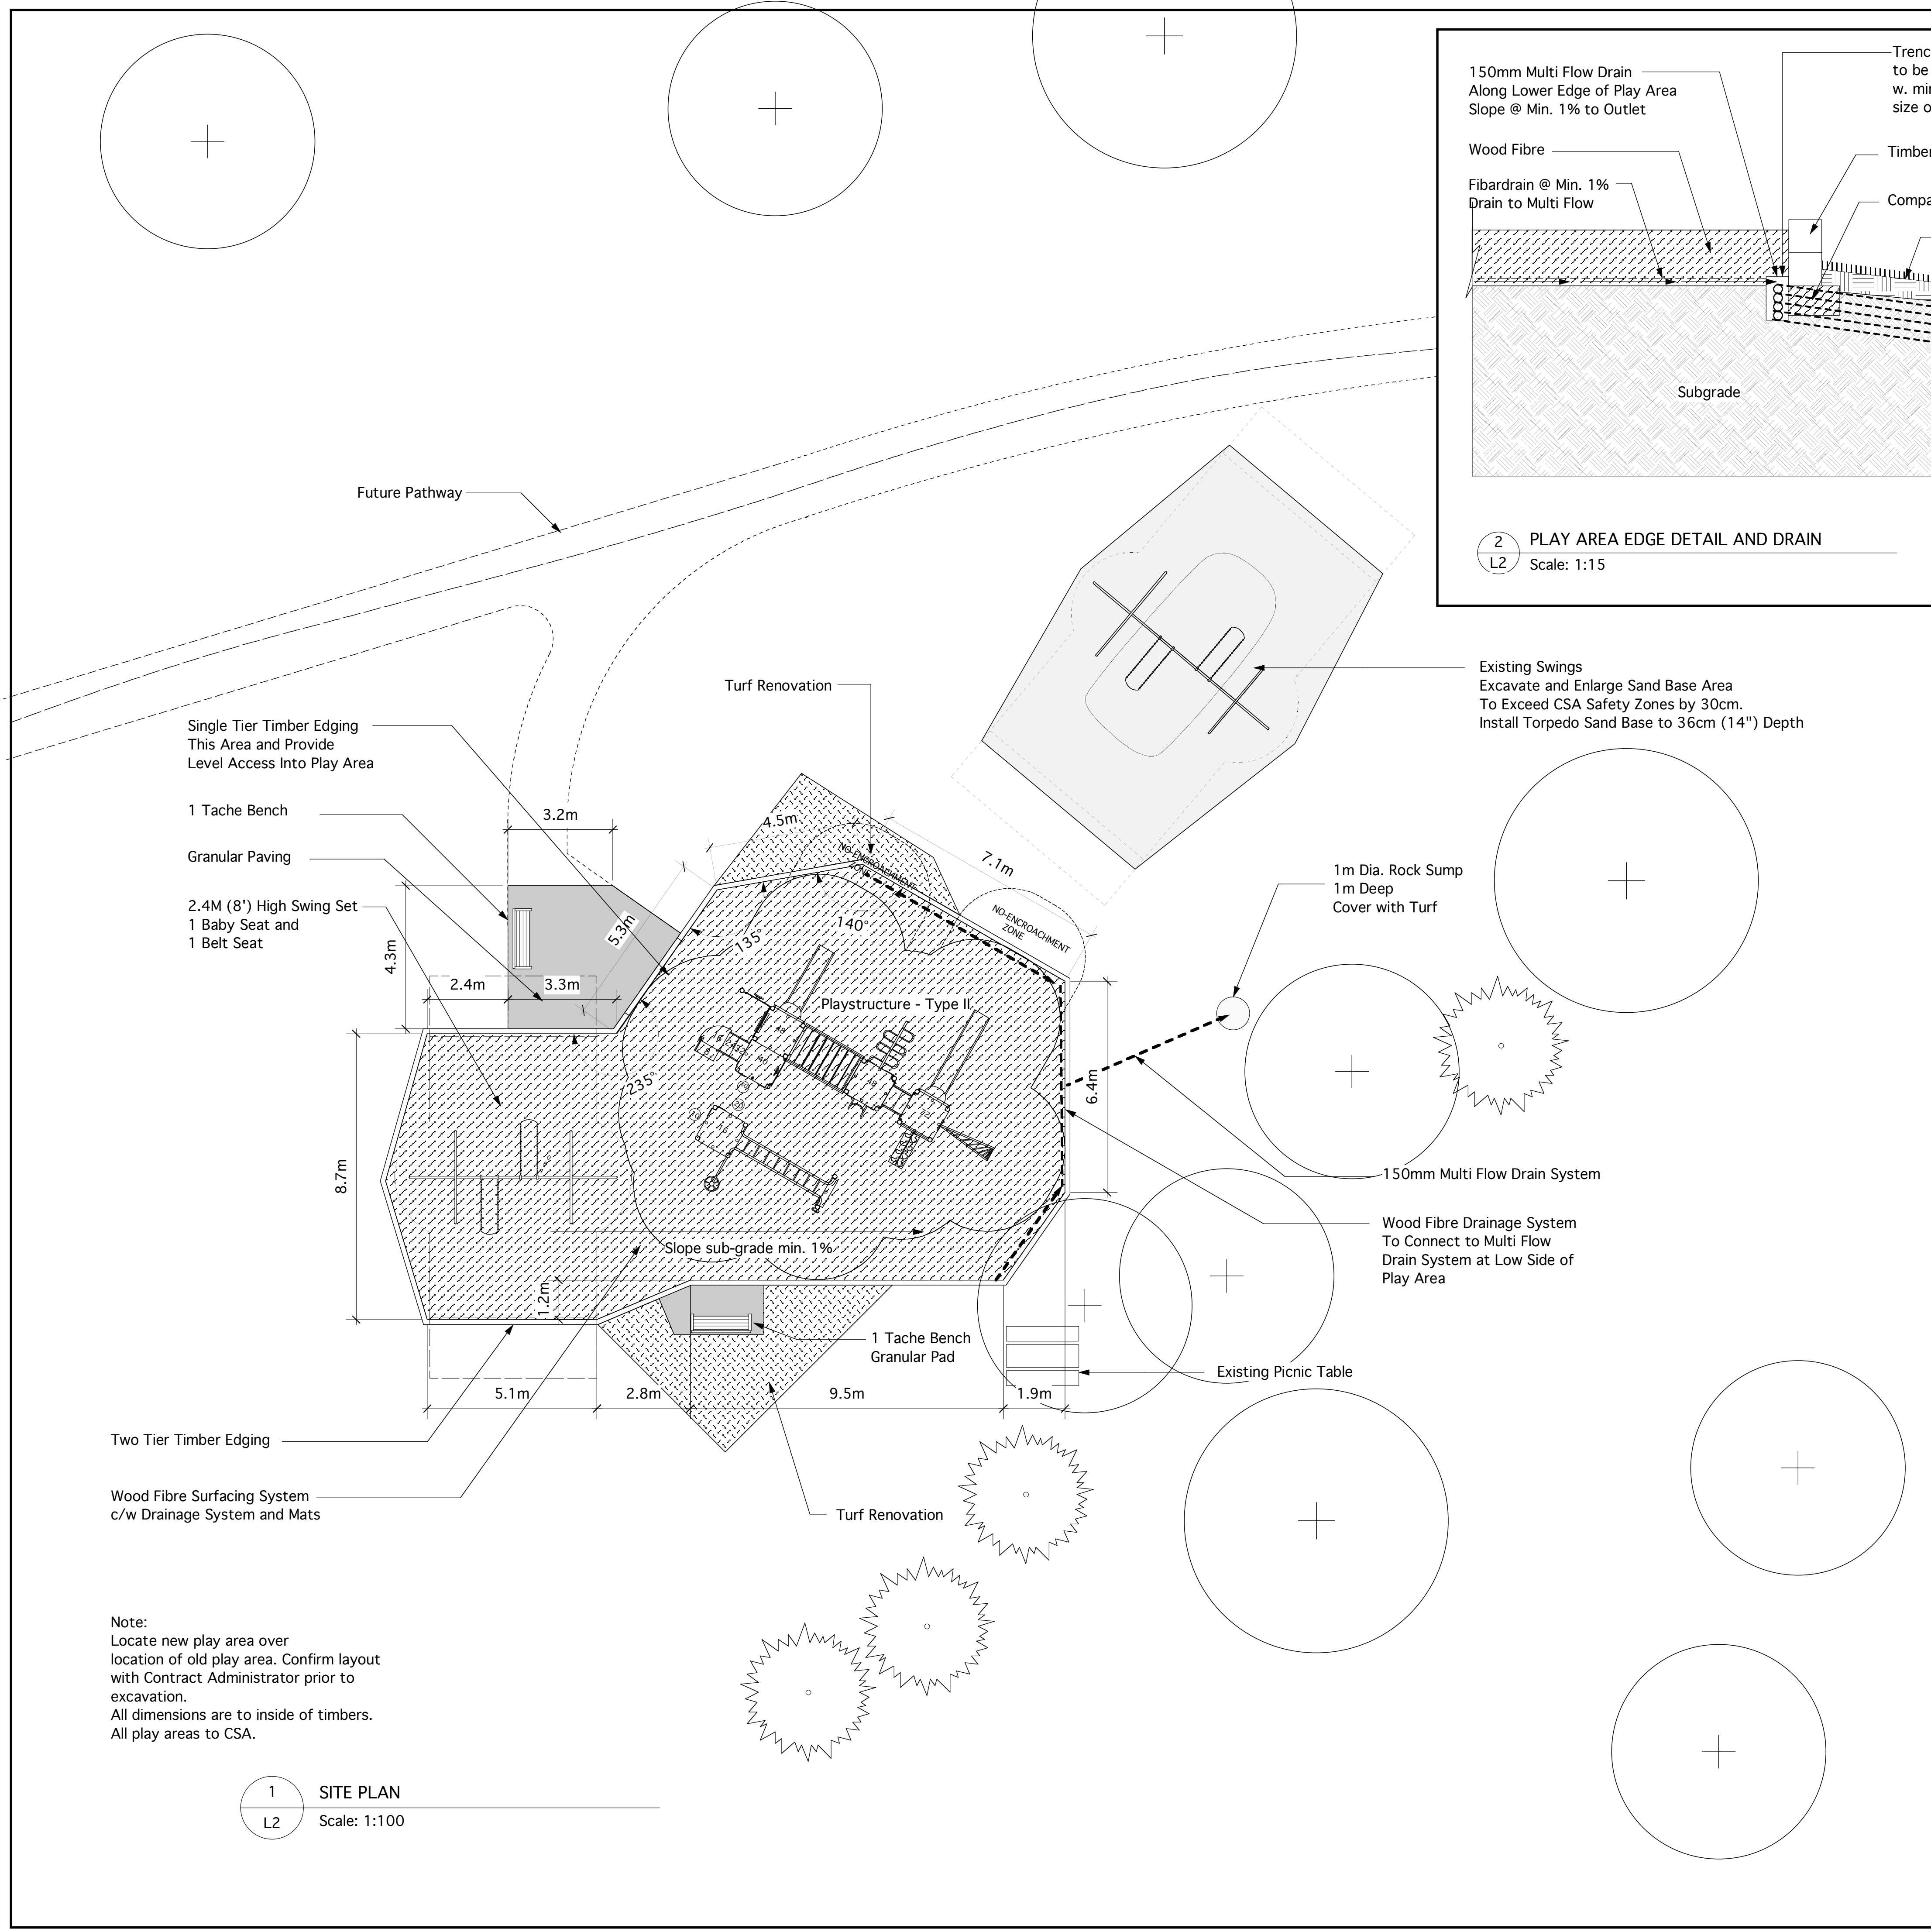 150mm Multi Flow Drain
Along Lower Edge of Play Area
Slope @ Min. 1% to Outlet
Wood Fibre
Fibardrain @ Min. 1%
Drain to Multi Flow
to be
size o
Subgrade
2
L2
PLAY AREA EDGE DETAIL AND DRAIN
Scale: 1:15
Future Pathway
Existing Swings
Excavate and Enlarge Sand Base Area
To Exceed CSA Safety Zones by 30cm.
Install Torpedo Sand Base to 36cm (14") Depth
Turf Renovation
Single Tier Timber Edging
This Area and Provide
Level Access Into Play Area
1 Tache Bench
Granular Paving
2.4M (8') High Swing Set
1 Baby Seat and
1 Belt Seat
3.2m
4.5m
7.1m
5.3m
4.3m
2.4m
3.3m
NO-ENCROACHMENT
ZONE
NO-ENCROACHMENT
ZONE
135°
140°
235°
Playstructure - Type II
48
40
48
32
16
1m Dia. Rock Sump
1m Deep
Cover with Turf
6.4m
8.7m
150mm Multi Flow Drain System
Wood Fibre Drainage System
To Connect to Multi Flow
Drain System at Low Side of
Play Area
Slope sub-grade min. 1%
1.2m
1 Tache Bench
Granular Pad
Existing Picnic Table
5.1m
2.8m
9.5m
1.9m
Two Tier Timber Edging
Wood Fibre Surfacing System
c/w Drainage System and Mats
Turf Renovation
Note:
Locate new play area over
location of old play area. Confirm layout
with Contract Administrator prior to
excavation.
All dimensions are to inside of timbers.
All play areas to CSA.
1
L2
SITE PLAN
Scale: 1:100